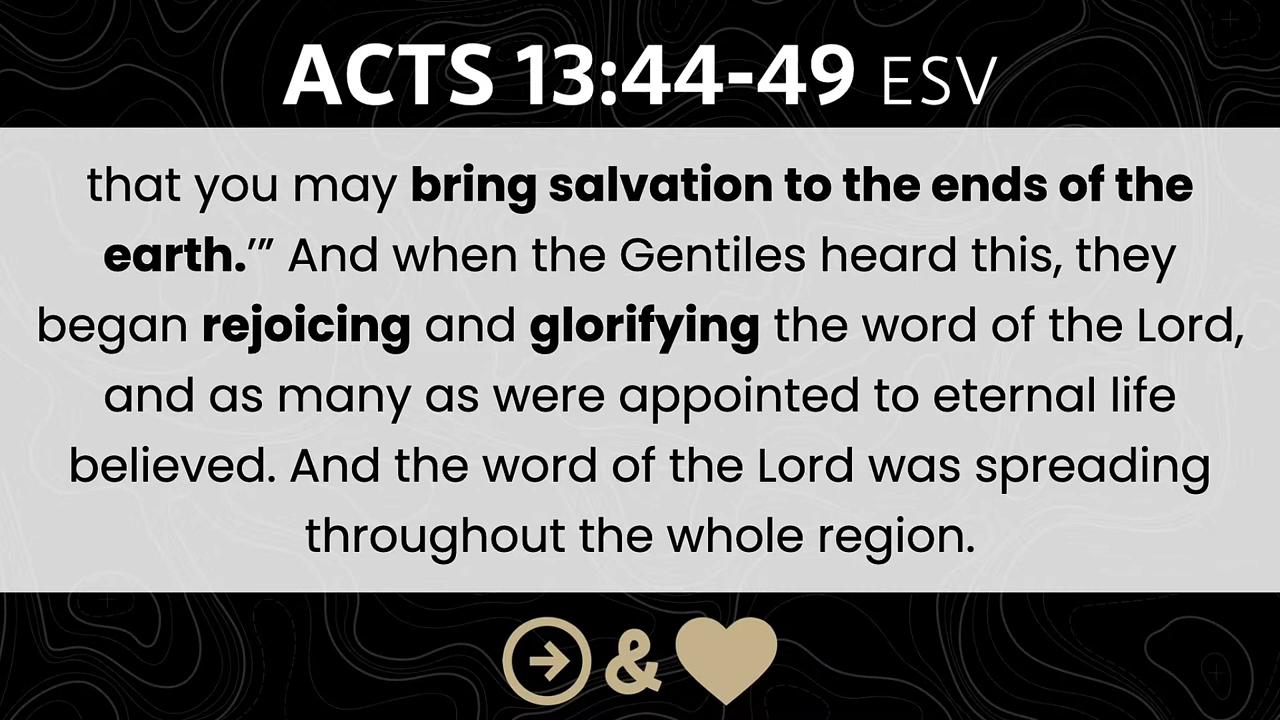 ACTS 13:44-49 ESV
that you may bring salvation to the ends of the
earth.’” And when the Gentiles heard this, they
began rejoicing and glorifying the word of the Lord,
and as many as were appointed to eternal life
believed. And the word of the Lord was spreading
throughout the whole region.
&